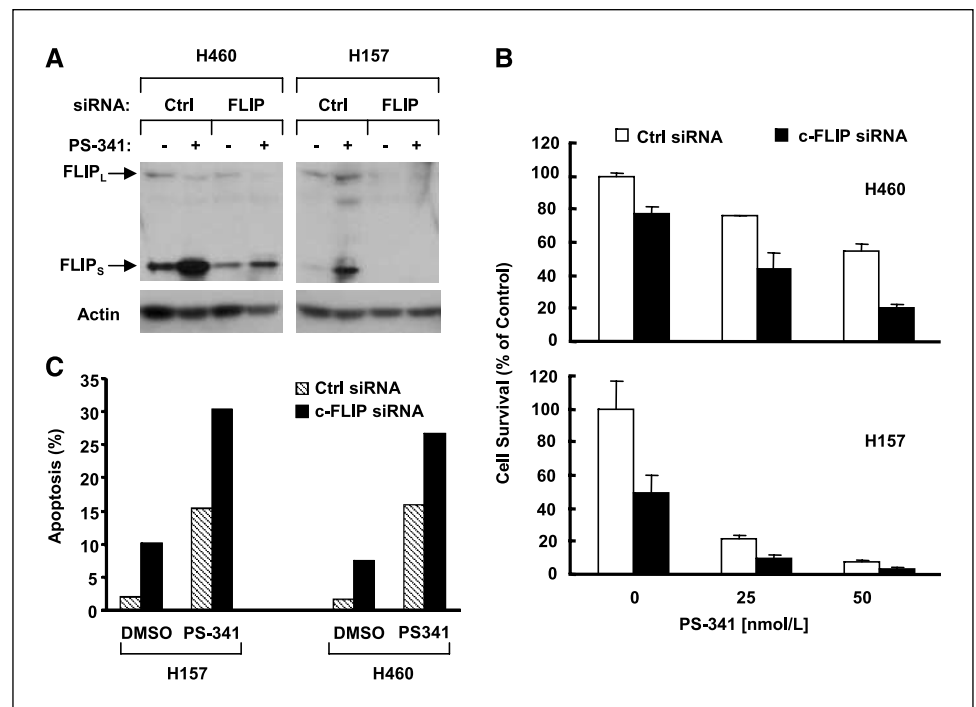 A
H460
H157
siRNA:
Ctrl
FLIP
Ctrl
FLIP
PS-341:
-
+
-
+
-
+
-
+
FLIPL
FLIPS
Actin
B
Ctrl siRNA
c-FLIP siRNA
120
100
80
60
40
20
0
H460
120
100
80
60
40
20
0
H157
Cell Survival (% of Control)
0
25
50
PS-341 [nmol/L]
C
Ctrl siRNA
c-FLIP siRNA
35
30
25
20
15
10
5
0
Apoptosis (%)
DMSO
PS-341
DMSO
PS341
H157
H460